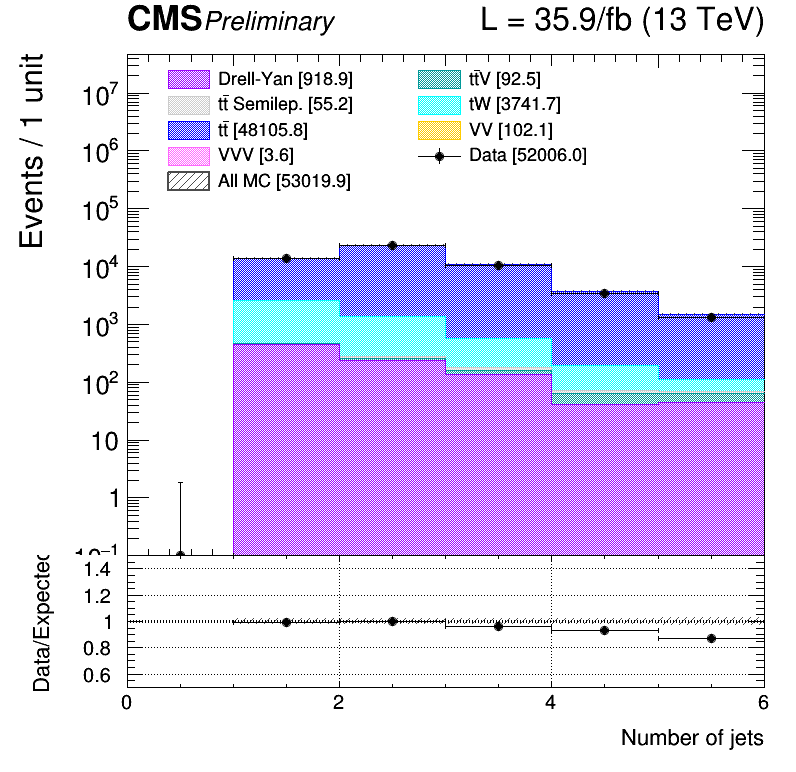 CMS Preliminary L = 35.9/fb (13 TeV)
Events / 1 unit
Drell-Yan [918.9]
tt̄ Semilep. [55.2]
tt̄ [48105.8]
VVV [3.6]
All MC [53019.9]
tt̄V [92.5]
tW [3741.7]
VV [102.1]
Data [52006.0]
10⁷
10⁶
10⁵
10⁴
10³
10²
10
1
10⁻¹
Data/Expected
1.4
1.2
1
0.8
0.6
0 2 4 6
Number of jets